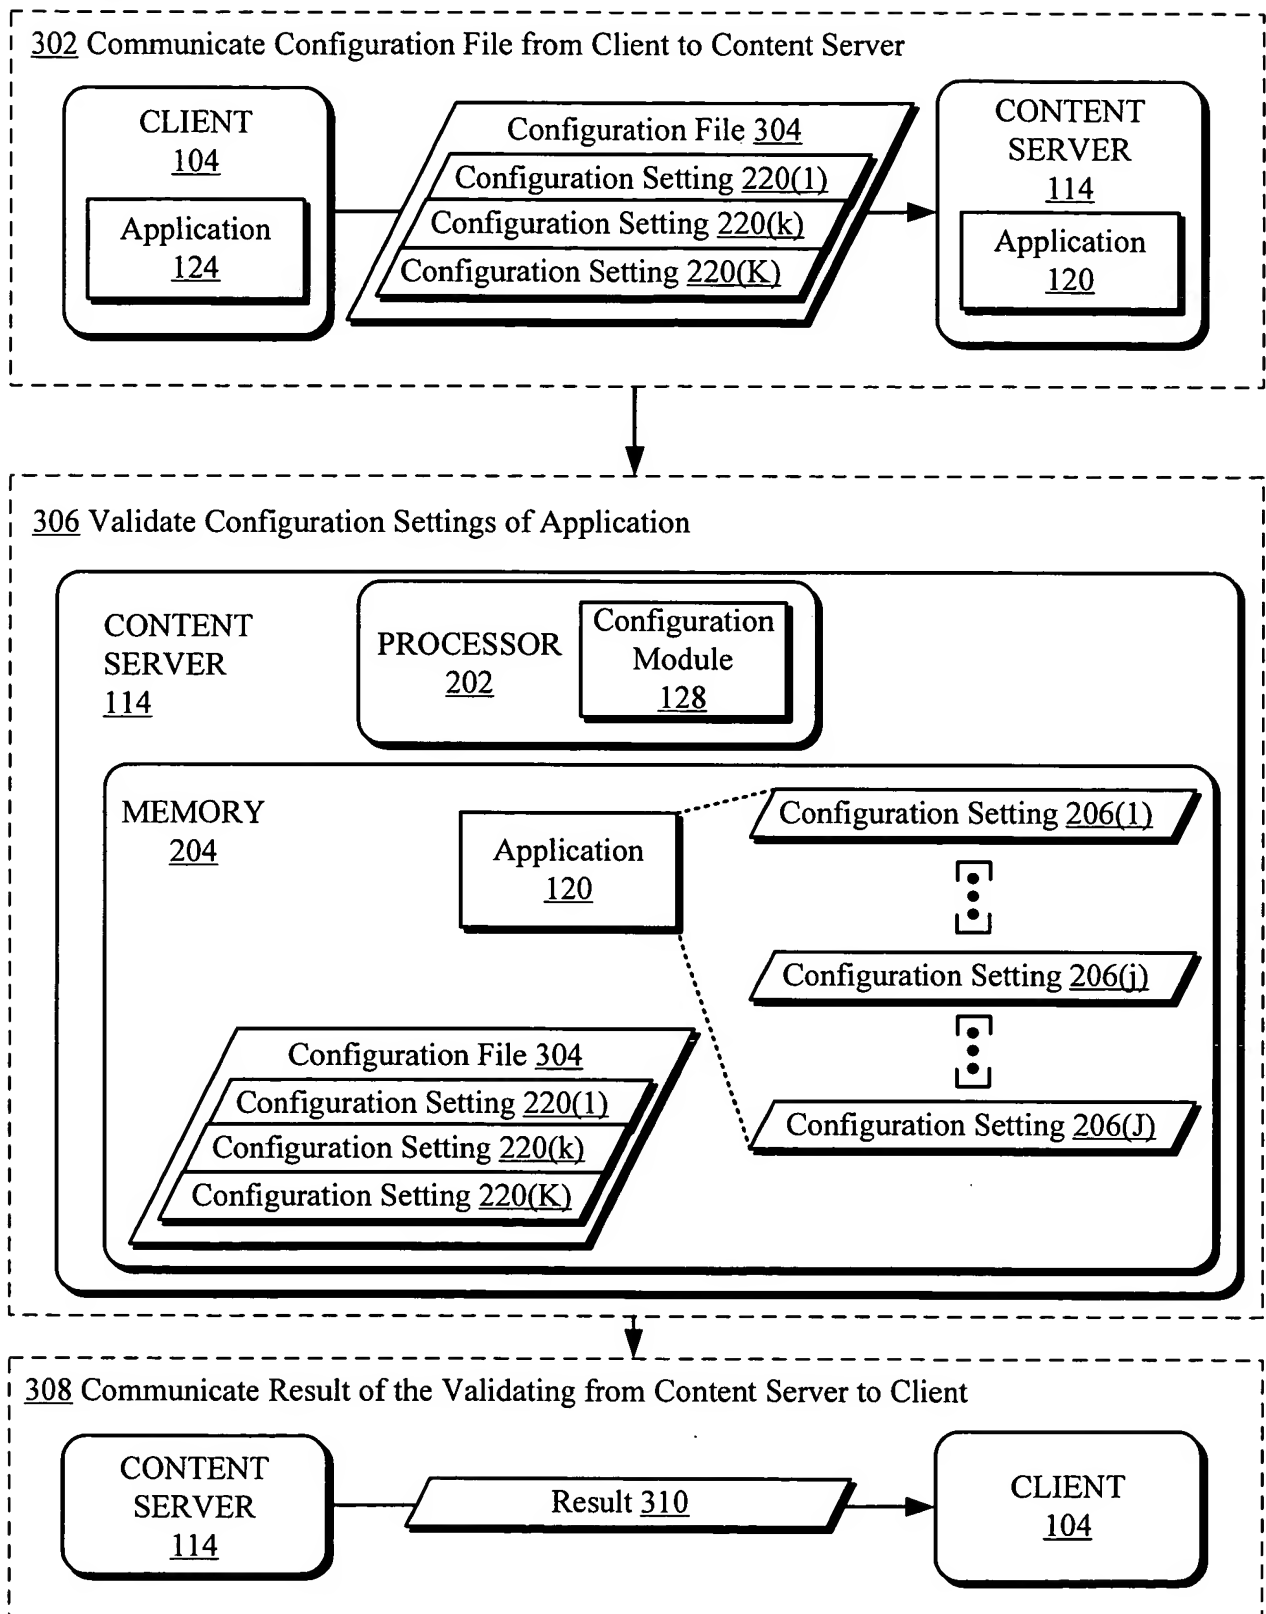 302 Communicate Configuration File from Client to Content Server
CLIENT
104
Application
124
Configuration File 304
Configuration Setting 220(1)
Configuration Setting 220(k)
Configuration Setting 220(K)
CONTENT
SERVER
114
Application
120
306 Validate Configuration Settings of Application
CONTENT
SERVER
114
PROCESSOR
202
Configuration
Module
128
MEMORY
204
Application
120
Configuration Setting 206(1)
Configuration Setting 206(j)
Configuration Setting 206(J)
Configuration File 304
Configuration Setting 220(1)
Configuration Setting 220(k)
Configuration Setting 220(K)
308 Communicate Result of the Validating from Content Server to Client
CONTENT
SERVER
114
Result 310
CLIENT
104